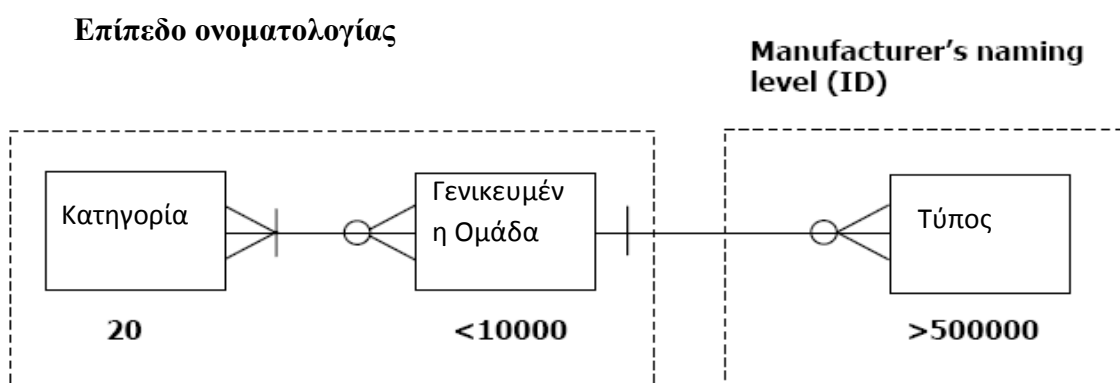 Επίπεδο ονοματολογίας
Manufacturer's naming
level (ID)
Κατηγορία
Γενικευμέν
η Ομάδα
Τύπος
20
<10000
>500000